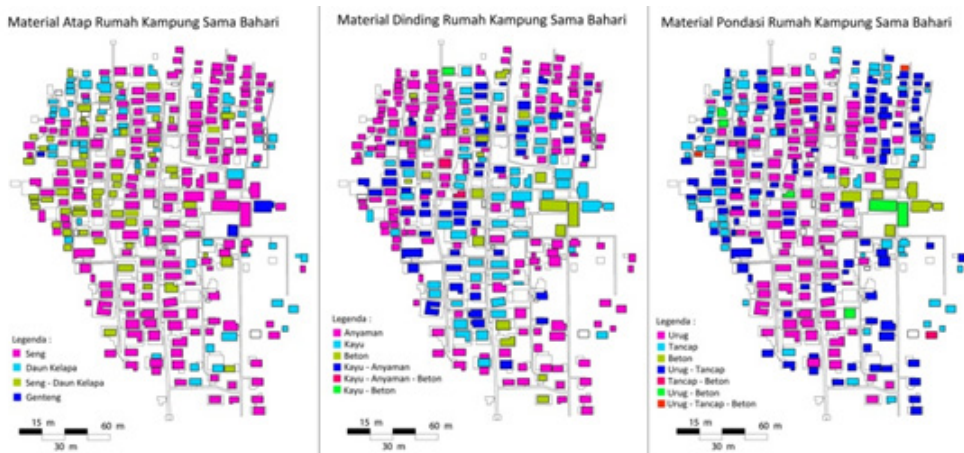 Material Atap Rumah Kampung Sama Bahari
Legenda :
Seng
Daun Kelapa
Seng - Daun Kelapa
Genteng
15 m 60 m
30 m
Material Dinding Rumah Kampung Sama Bahari
Legenda :
Anyaman
Kayu
Beton
Kayu - Anyaman
Kayu - Anyaman - Beton
Kayu - Beton
15 m 60 m
30 m
Material Pondasi Rumah Kampung Sama Bahari
Legenda :
Urug
Tancap
Beton
Urug - Tancap
Tancap - Beton
Urug - Beton
Urug - Tancap - Beton
15 m 60 m
30 m